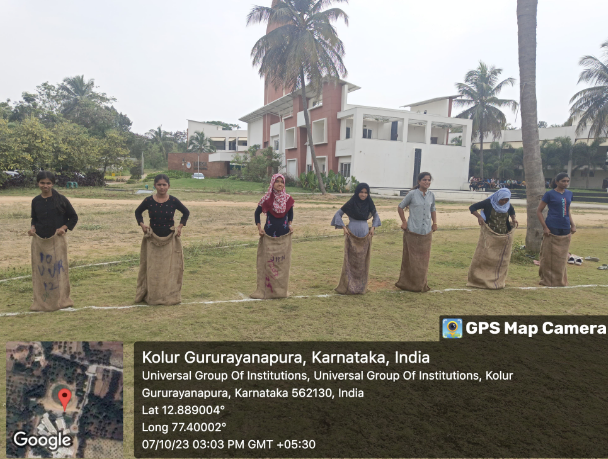 GPS Map Camera
Kolur Gururayanapura, Karnataka, India
Universal Group Of Institutions, Universal Group Of Institutions, Kolur
Gururayanapura, Karnataka 562130, India
Lat 12.889004°
Long 77.40002°
07/10/23 03:03 PM GMT +05:30
Google